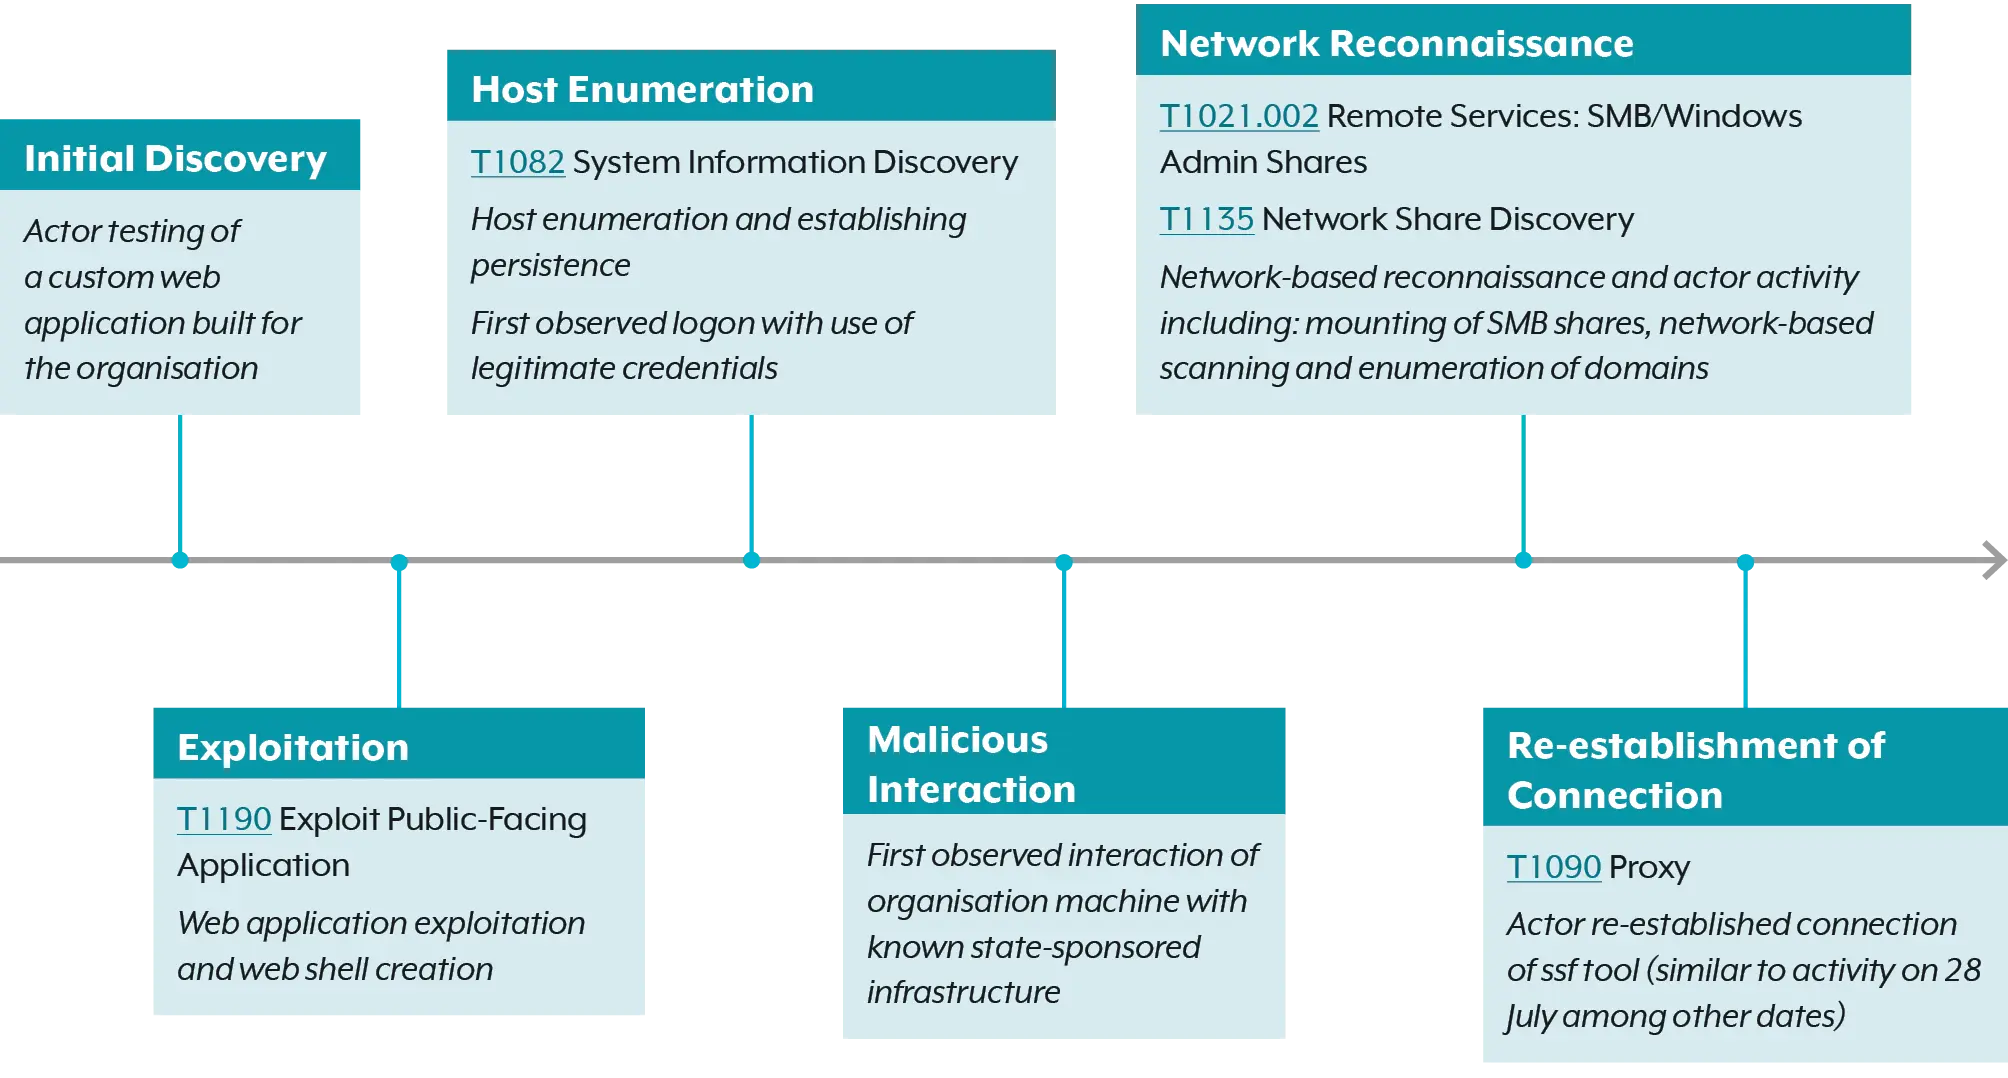 Initial Discovery
Actor testing of
a custom web
application built for
the organisation
Host Enumeration
T1082 System Information Discovery
Host enumeration and establishing
persistence
First observed logon with use of
legitimate credentials
Network Reconnaissance
T1021.002 Remote Services: SMB/Windows
Admin Shares
T1135 Network Share Discovery
Network-based reconnaissance and actor activity
including: mounting of SMB shares, network-based
scanning and enumeration of domains
Exploitation
T1190 Exploit Public-Facing
Application
Web application exploitation
and web shell creation
Malicious
Interaction
First observed interaction of
organisation machine with
known state-sponsored
infrastructure
Re-establishment of
Connection
T1090 Proxy
Actor re-established connection
of ssf tool (similar to activity on 28
July among other dates)